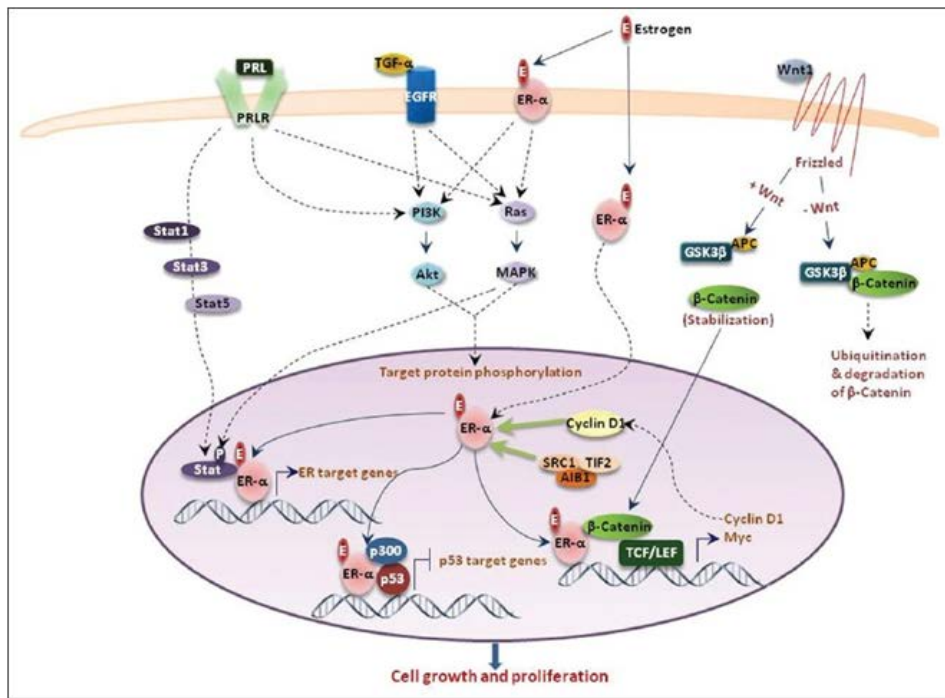 E Estrogen
PRL
PRLR
TGF-α
EGFR
E
ER-α
Wnt1
Frizzled
+ Wnt
- Wnt
E
ER-α
PI3K
Ras
Akt
MAPK
Stat1
Stat3
Stat5
GSK3β
APC
GSK3β
APC
β-Catenin
β-Catenin
(Stabilization)
Ubiquitination
& degradation
of β-Catenin
Target protein phosphorylation
E
ER-α
Cyclin D1
SRC1
TIF2
AIB1
P
Stat
E
ER-α
ER target genes
E
ER-α
p300
p53
p53 target genes
E
ER-α
β-Catenin
TCF/LEF
Cyclin D1
Myc
Cell growth and proliferation